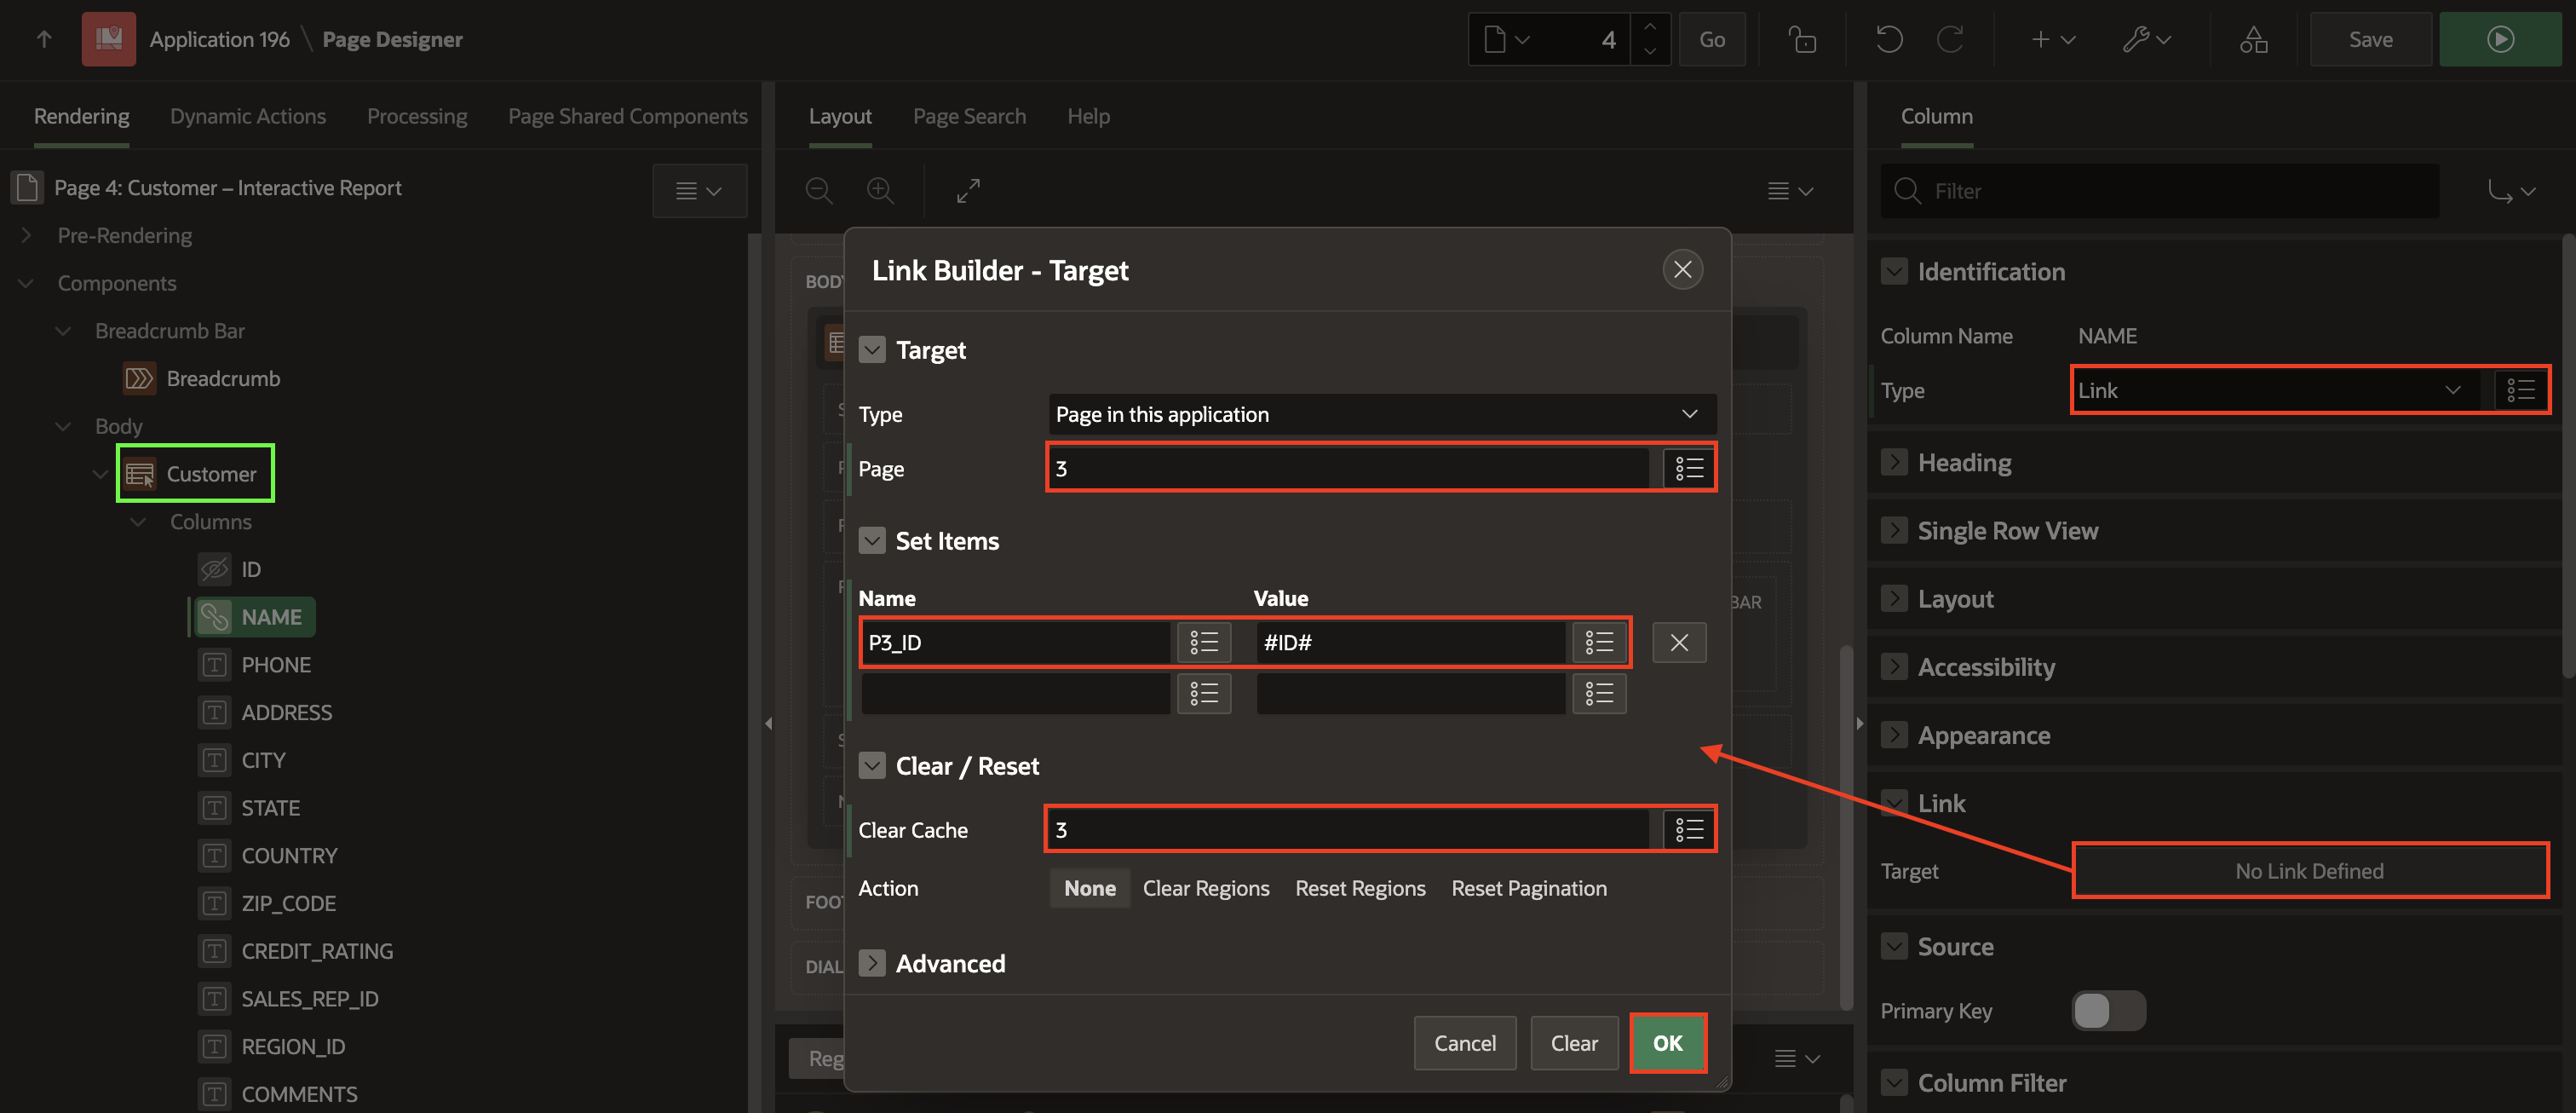 Application 196 \ Page Designer
4
Go
Save
Rendering
Dynamic Actions
Processing
Page Shared Components
Layout
Page Search
Help
Column
Page 4: Customer – Interactive Report
Filter
Pre-Rendering
Components
Breadcrumb Bar
Breadcrumb
Body
Customer
Columns
ID
NAME
PHONE
ADDRESS
CITY
STATE
COUNTRY
ZIP_CODE
CREDIT_RATING
SALES_REP_ID
REGION_ID
COMMENTS
BODY
BAR
FOO
DIAL
Reg
Link Builder - Target
Target
Type
Page in this application
Page
3
Set Items
Name
Value
P3_ID
#ID#
Clear / Reset
Clear Cache
3
Action
None
Clear Regions
Reset Regions
Reset Pagination
Advanced
Cancel
Clear
OK
Identification
Column Name
NAME
Type
Link
Heading
Single Row View
Layout
Accessibility
Appearance
Link
Target
No Link Defined
Source
Primary Key
Column Filter